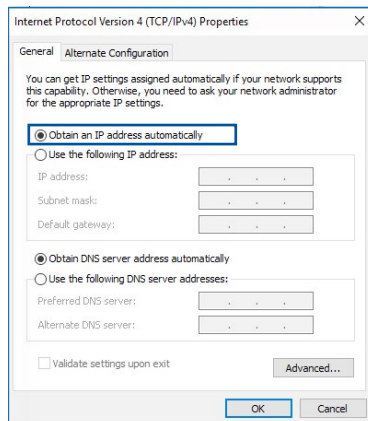 Internet Protocol Version 4 (TCP/IPv4) Properties
General
Alternate Configuration
You can get IP settings assigned automatically if your network supports
this capability. Otherwise, you need to ask your network administrator
for the appropriate IP settings.
Obtain an IP address automatically
Use the following IP address:
IP address:
Subnet mask:
Default gateway:
Obtain DNS server address automatically
Use the following DNS server addresses:
Preferred DNS server:
Alternate DNS server:
Validate settings upon exit
Advanced...
OK
Cancel